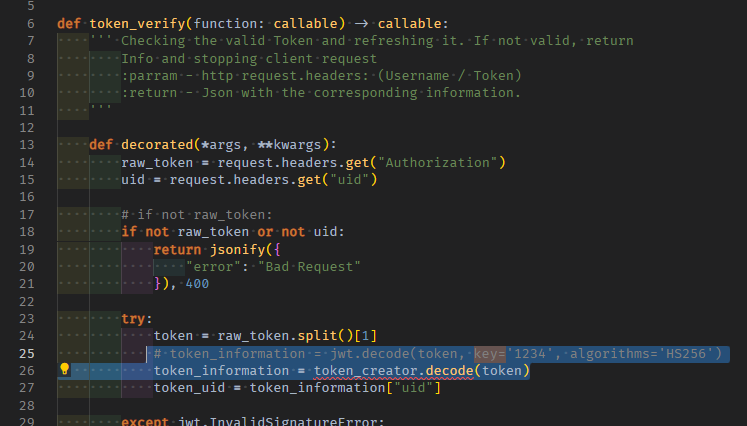 5
6 def token_verify(function: callable) -> callable:
7 ''' Checking the valid Token and refreshing it. If not valid, return
8 Info and stopping client request
9 :parram - http request.headers: (Username / Token)
10 :return - Json with the corresponding information.
11 '''
12
13 def decorated(*args, **kwargs):
14 raw_token = request.headers.get("Authorization")
15 uid = request.headers.get("uid")
16
17 # if not raw_token:
18 if not raw_token or not uid:
19 return jsonify({
20 "error": "Bad Request"
21 }), 400
22
23 try:
24 token = raw_token.split()[1]
25 # token_information = jwt.decode(token, key='1234', algorithms='HS256')
26 token_information = token_creator.decode(token)
27 token_uid = token_information["uid"]
28
29 except jwt.InvalidSignatureError: